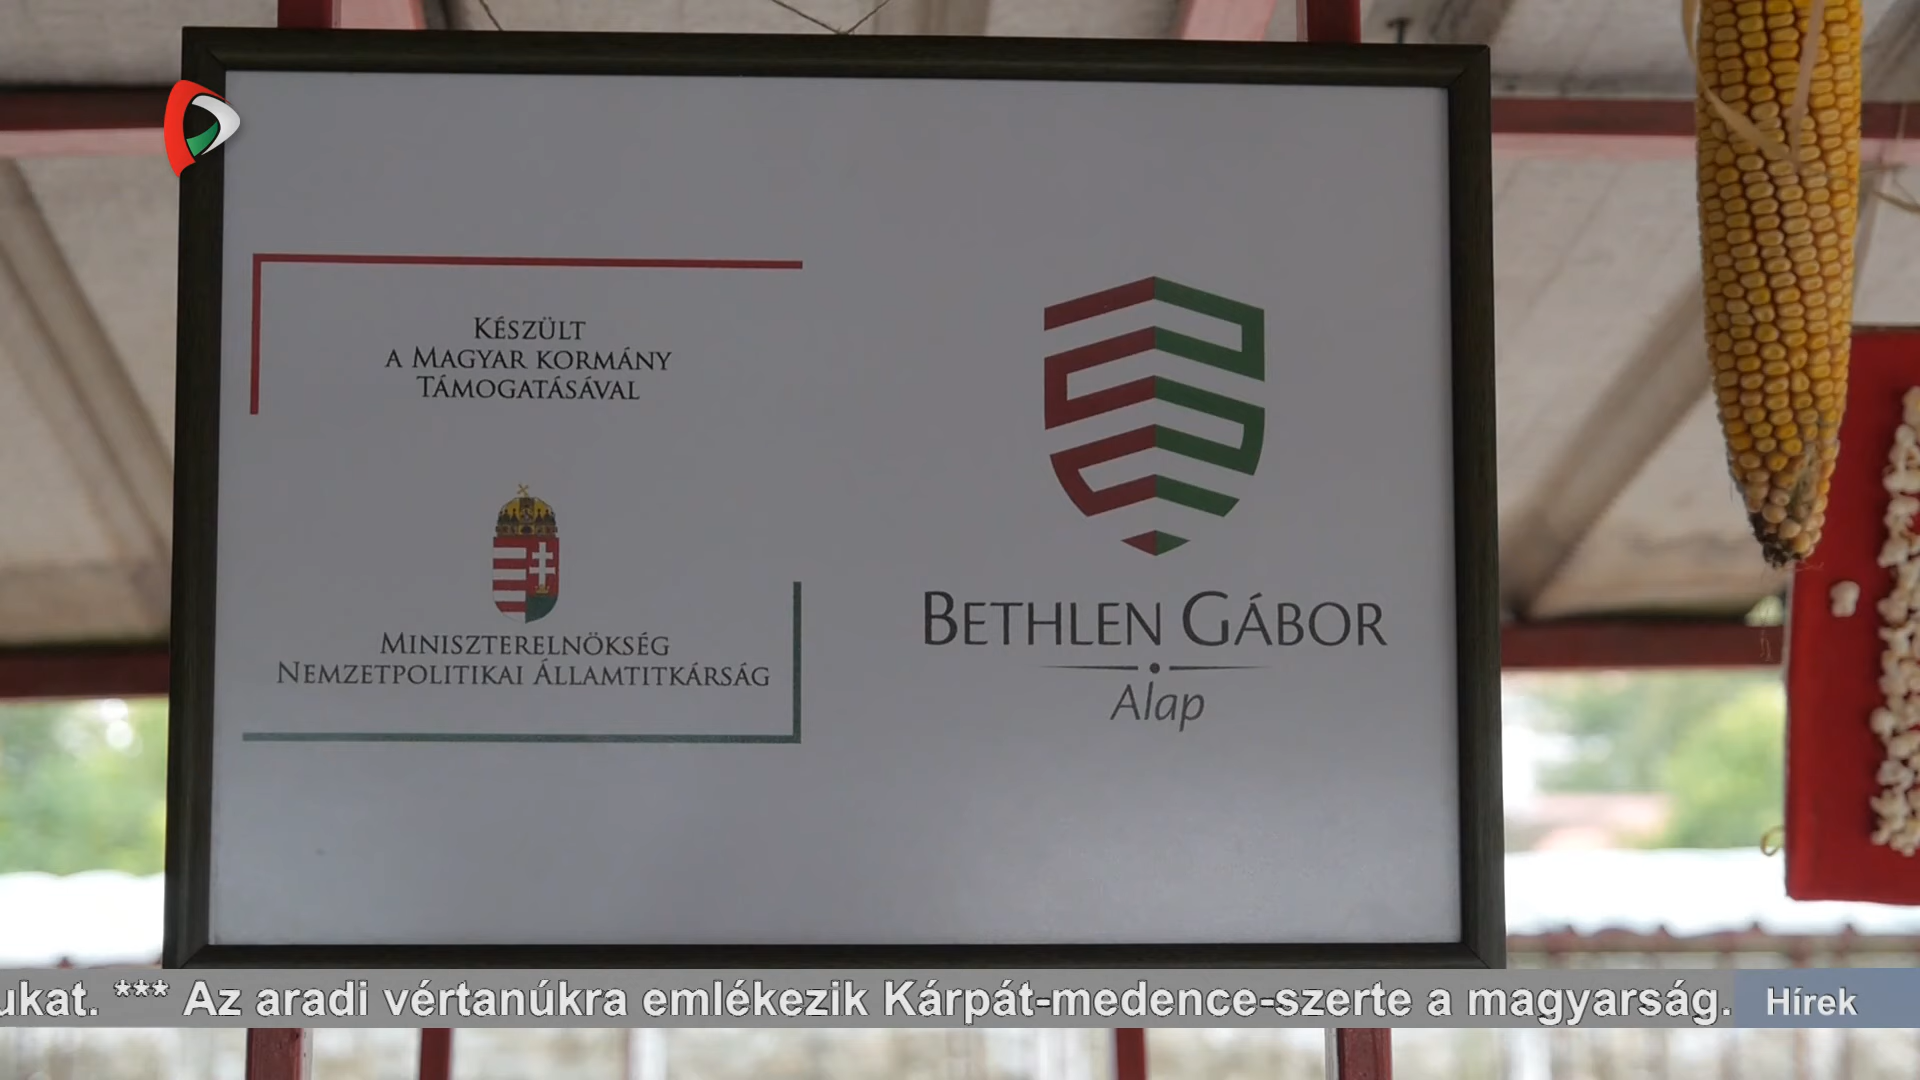 Készült
a Magyar kormány
Támogatásával
Miniszterelnökség
Nemzetpolitikai Államtitkárság
Bethlen Gábor
Alap
ukat. *** Az aradi vértanúkra emlékezik Kárpát-medence-szerte a magyarság.
Hírek